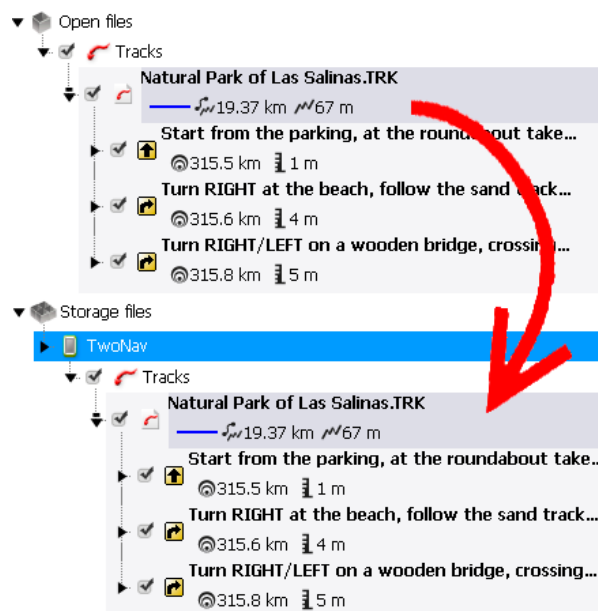 Open files
Tracks
Natural Park of Las Salinas.TRK
19.37 km 67 m
Start from the parking, at the roundabout take...
315.5 km 1 m
Turn RIGHT at the beach, follow the sand track...
315.6 km 4 m
Turn RIGHT/LEFT on a wooden bridge, crossing...
315.8 km 5 m
Storage files
TwoNav
Tracks
Natural Park of Las Salinas.TRK
19.37 km 67 m
Start from the parking, at the roundabout take..
315.5 km 1 m
Turn RIGHT at the beach, follow the sand track...
315.6 km 4 m
Turn RIGHT/LEFT on a wooden bridge, crossing...
315.8 km 5 m